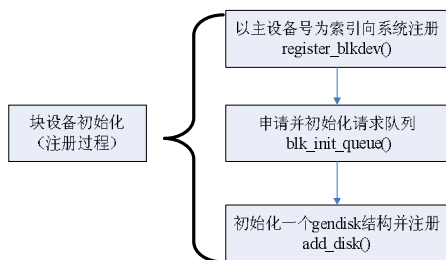 块设备初始化
（注册过程）
以主设备号为索引向系统注册
register_blkdev()
申请并初始化请求队列
blk_init_queue()
初始化一个gendisk结构并注册
add_disk()